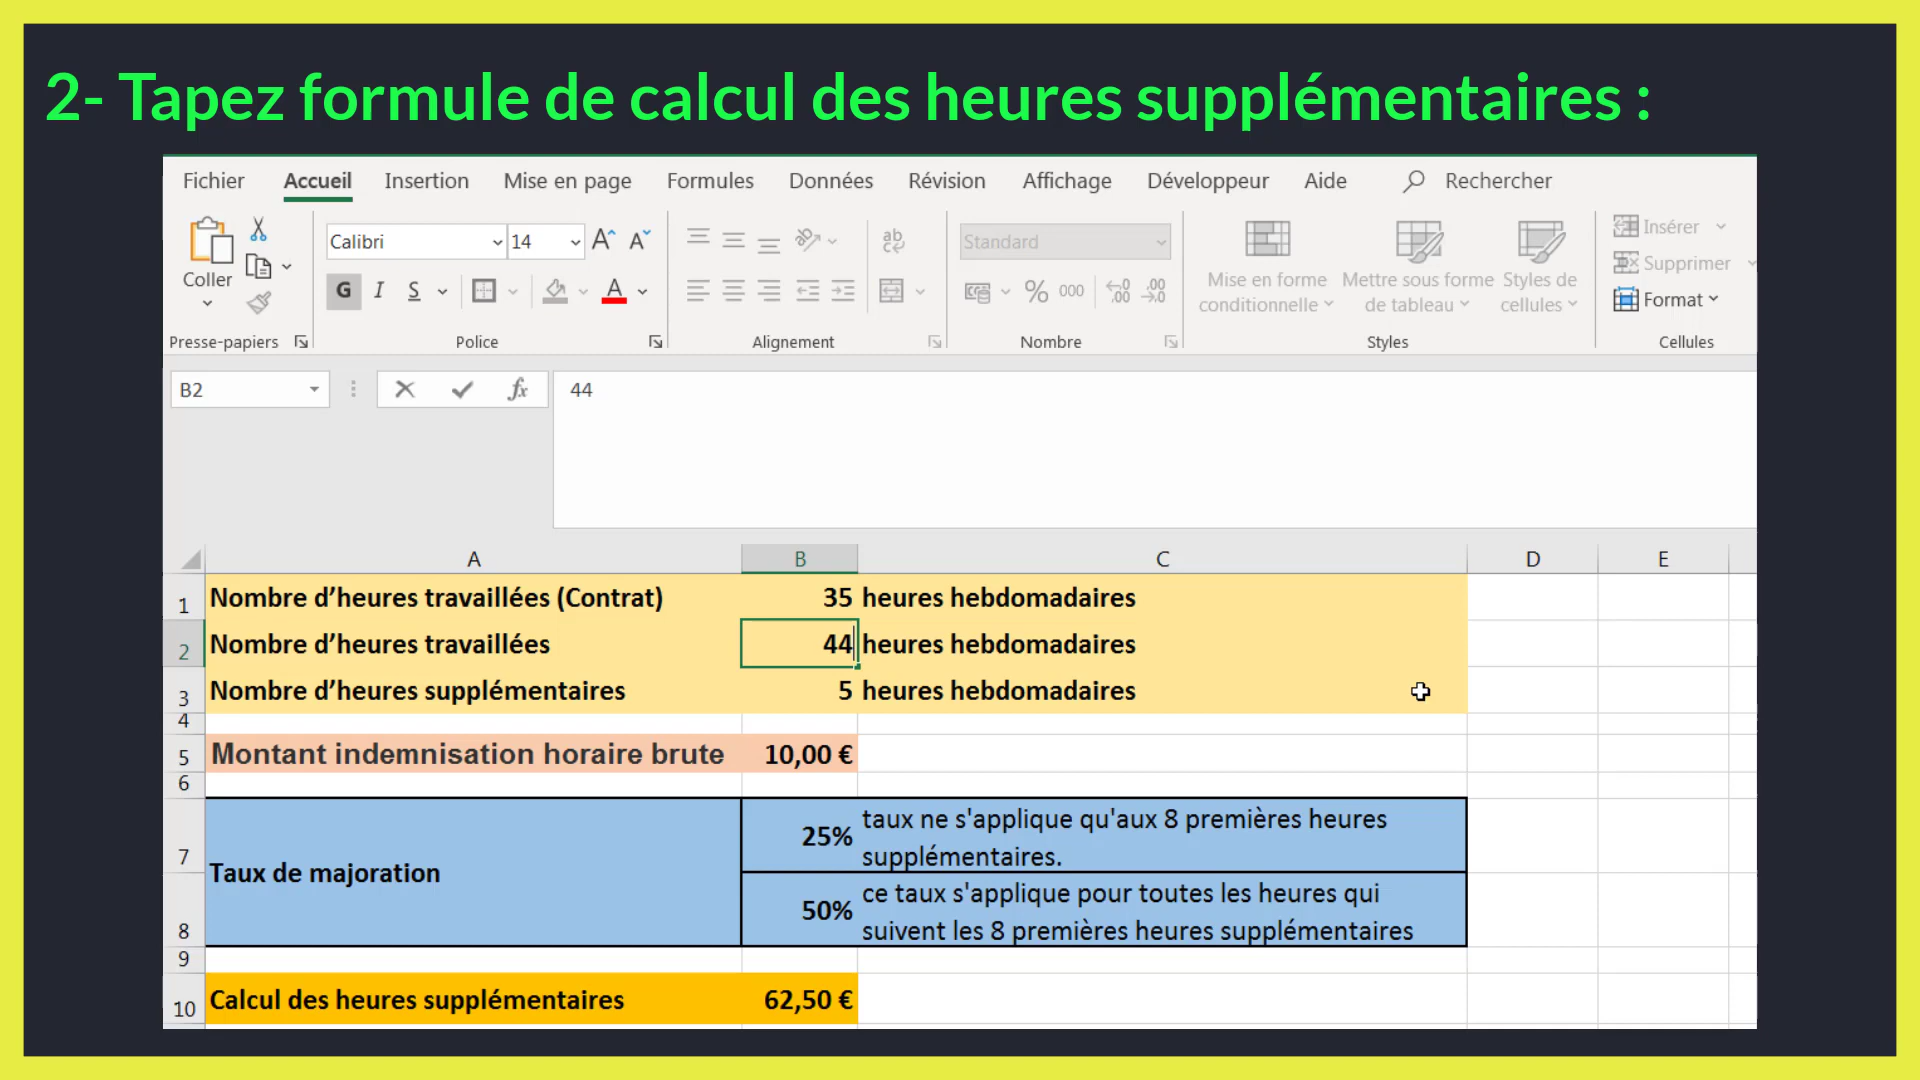 2- Tapez formule de calcul des heures supplémentaires :
Fichier Accueil Insertion Mise en page Formules Données Révision Affichage Développeur Aide Rechercher
Coller
Presse-papiers
Calibri 14
G I S A
Police
ab
Alignement
Standard
% 000
Nombre
Mise en forme conditionnelle
Mettre sous forme de tableau
Styles de cellules
Styles
Insérer
Supprimer
Format
Cellules
B2 fx 44
A B C D E
1 Nombre d’heures travaillées (Contrat) 35 heures hebdomadaires
2 Nombre d’heures travaillées 44 heures hebdomadaires
3 Nombre d’heures supplémentaires 5 heures hebdomadaires
4
5 Montant indemnisation horaire brute 10,00 €
6
7 Taux de majoration 25% taux ne s'applique qu'aux 8 premières heures
supplémentaires.
8 50% ce taux s'applique pour toutes les heures qui
suivent les 8 premières heures supplémentaires
9
10 Calcul des heures supplémentaires 62,50 €